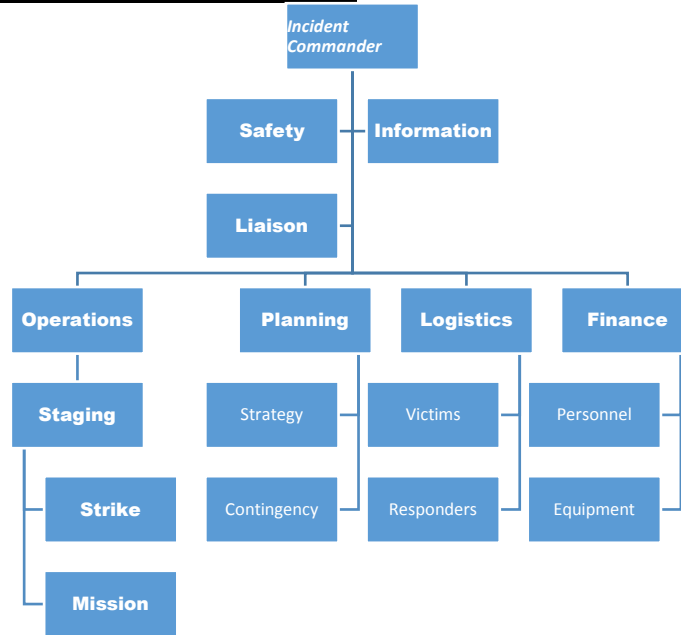 Incident
Commander
Safety
Information
Liaison
Operations
Planning
Logistics
Finance
Staging
Strategy
Victims
Personnel
Strike
Contingency
Responders
Equipment
Mission